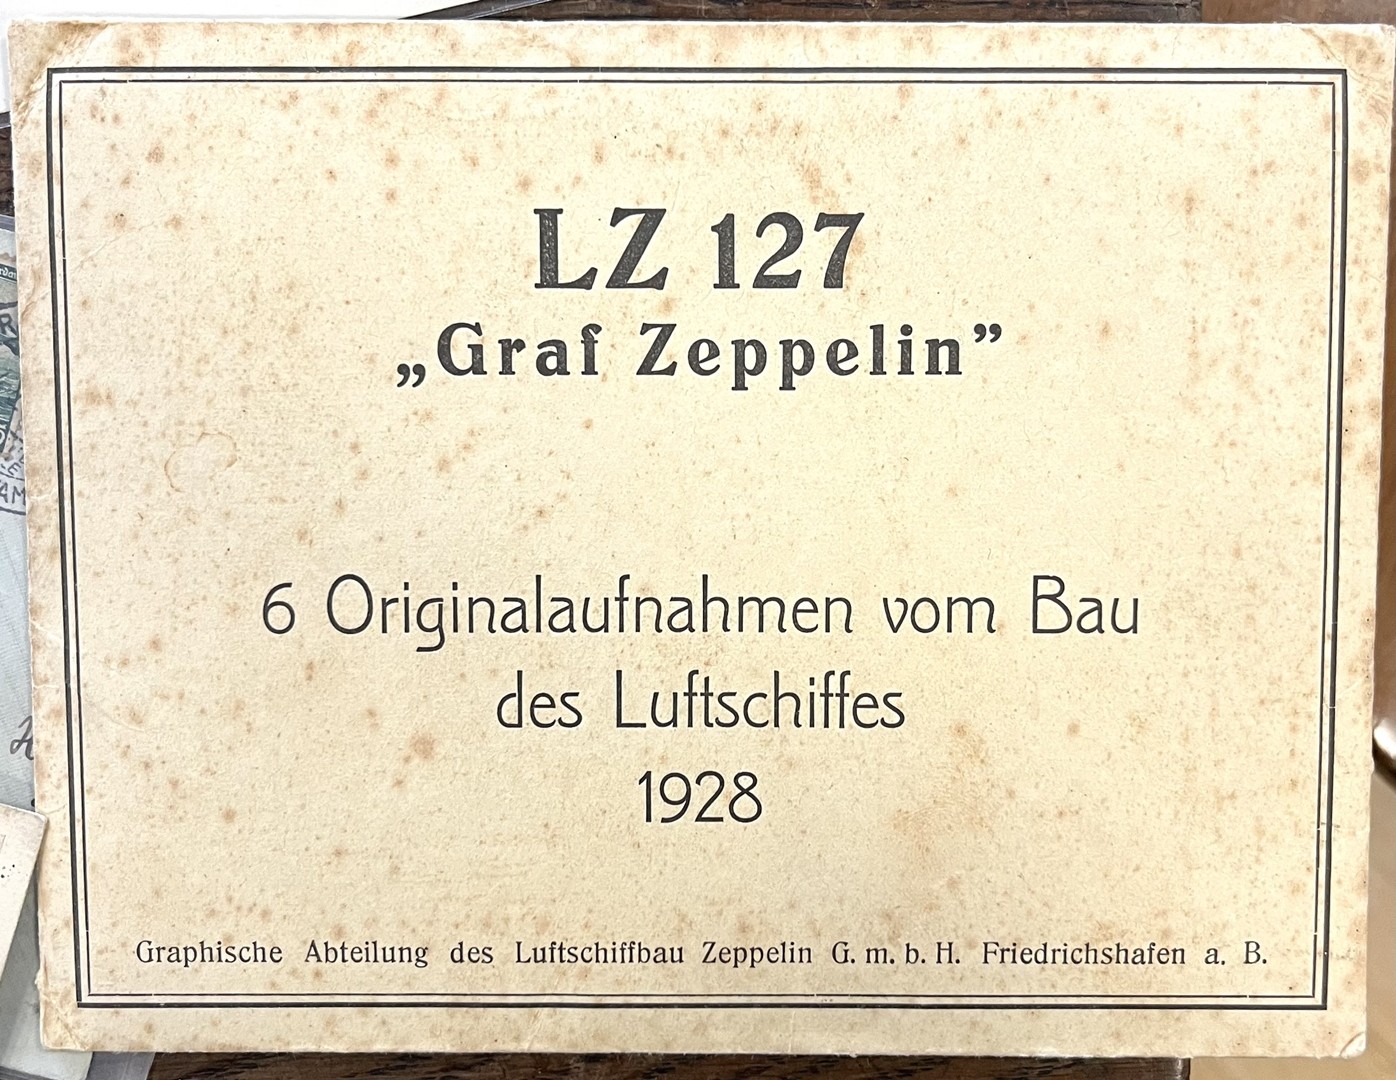 LZ 127
„Graf Zeppelin”
6 Originalaufnahmen vom Bau
des Luftschiffes
1928
Graphische Abteilung des Luftschiffbau Zeppelin G. m. b. H. Friedrichshafen a. B.